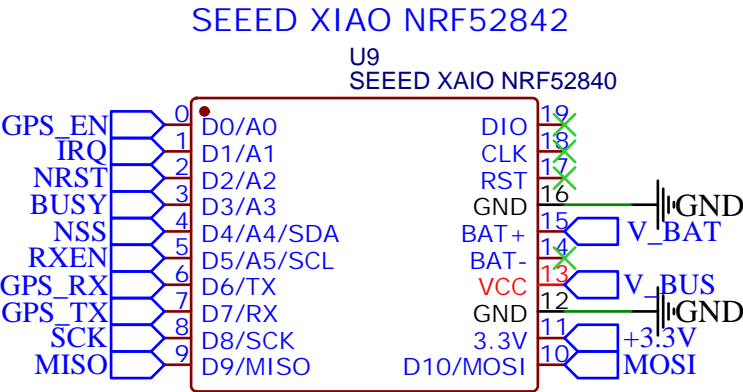 SEEED XIAO NRF52842
U9
SEEED XAIO NRF52840
GPS_EN 0 D0/A0 DIO 19
IRQ 1 D1/A1 CLK 18
NRST 2 D2/A2 RST 17
BUSY 3 D3/A3 GND 16 GND
NSS 4 D4/A4/SDA BAT+ 15 V_BAT
RXEN 5 D5/A5/SCL BAT- 14
GPS_RX 6 D6/TX VCC 13 V_BUS
GPS_TX 7 D7/RX GND 12 GND
SCK 8 D8/SCK 3.3V 11 +3.3V
MISO 9 D9/MISO D10/MOSI 10 MOSI